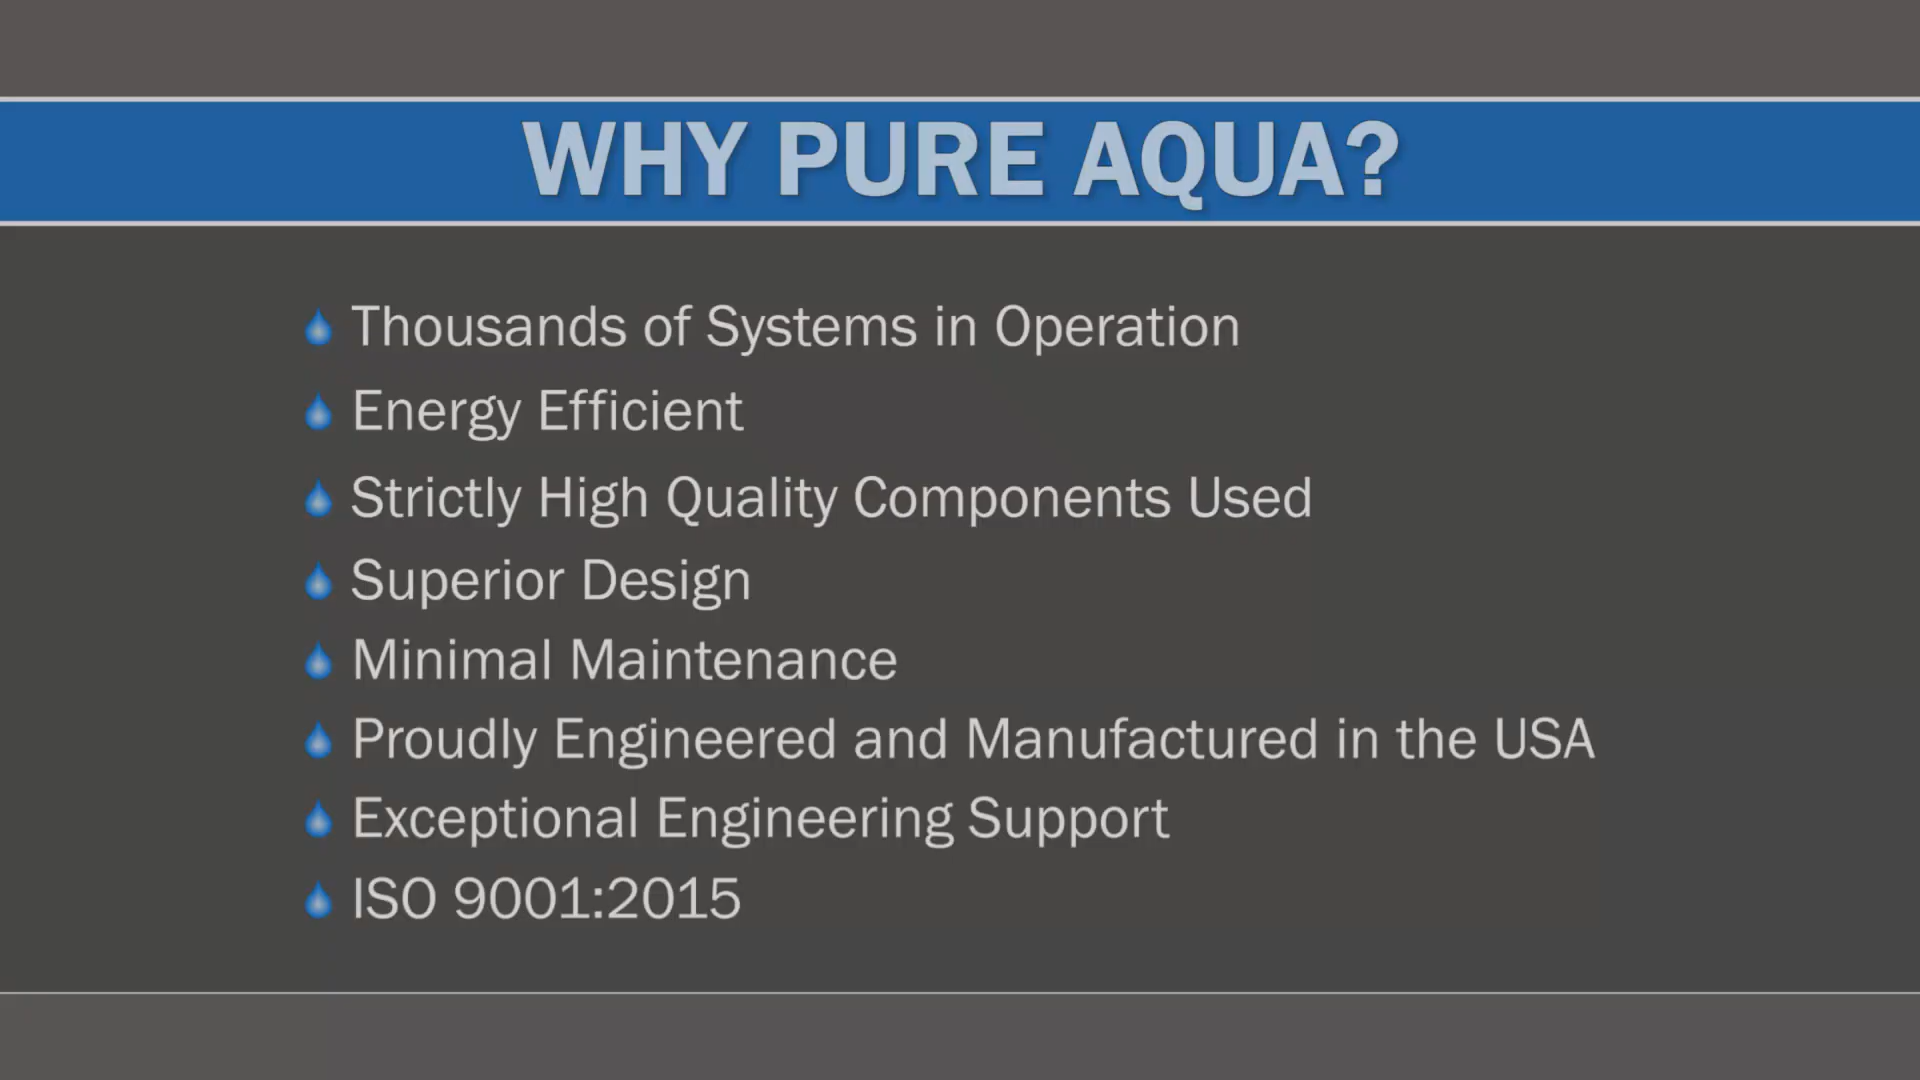 WHY PURE AQUA?
Thousands of Systems in Operation
Energy Efficient
Strictly High Quality Components Used
Superior Design
Minimal Maintenance
Proudly Engineered and Manufactured in the USA
Exceptional Engineering Support
ISO 9001:2015